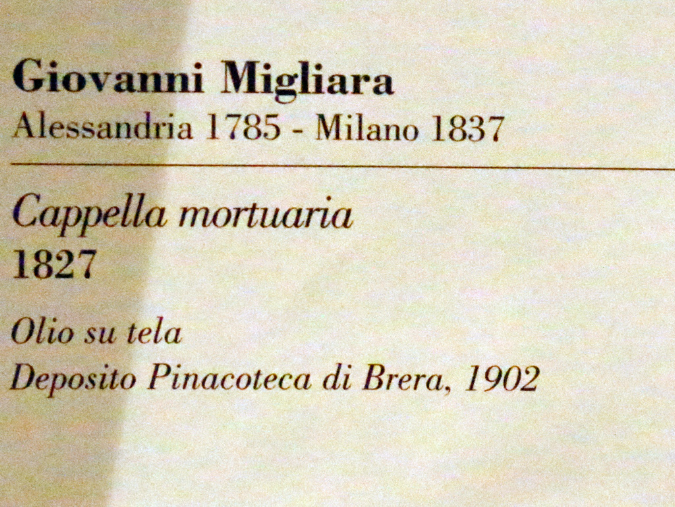 Giovanni Migliara
Alessandria 1785 - Milano 1837
Cappella mortuaria
1827
Olio su tela
Deposito Pinacoteca di Brera, 1902